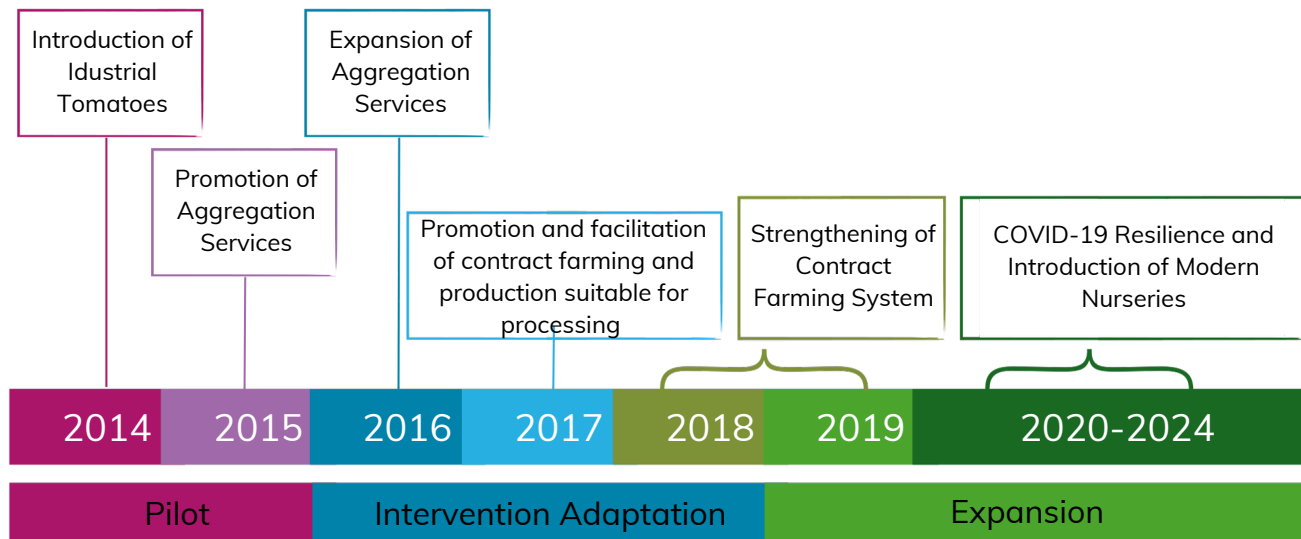 Introduction of
Idustrial
Tomatoes
Expansion of
Aggregation
Services
Promotion of
Aggregation
Services
Promotion and facilitation
of contract farming and
production suitable for
processing
Strengthening of
Contract
Farming System
COVID-19 Resilience and
Introduction of Modern
Nurseries
2014
2015
2016
2017
2018
2019
2020-2024
Pilot
Intervention Adaptation
Expansion